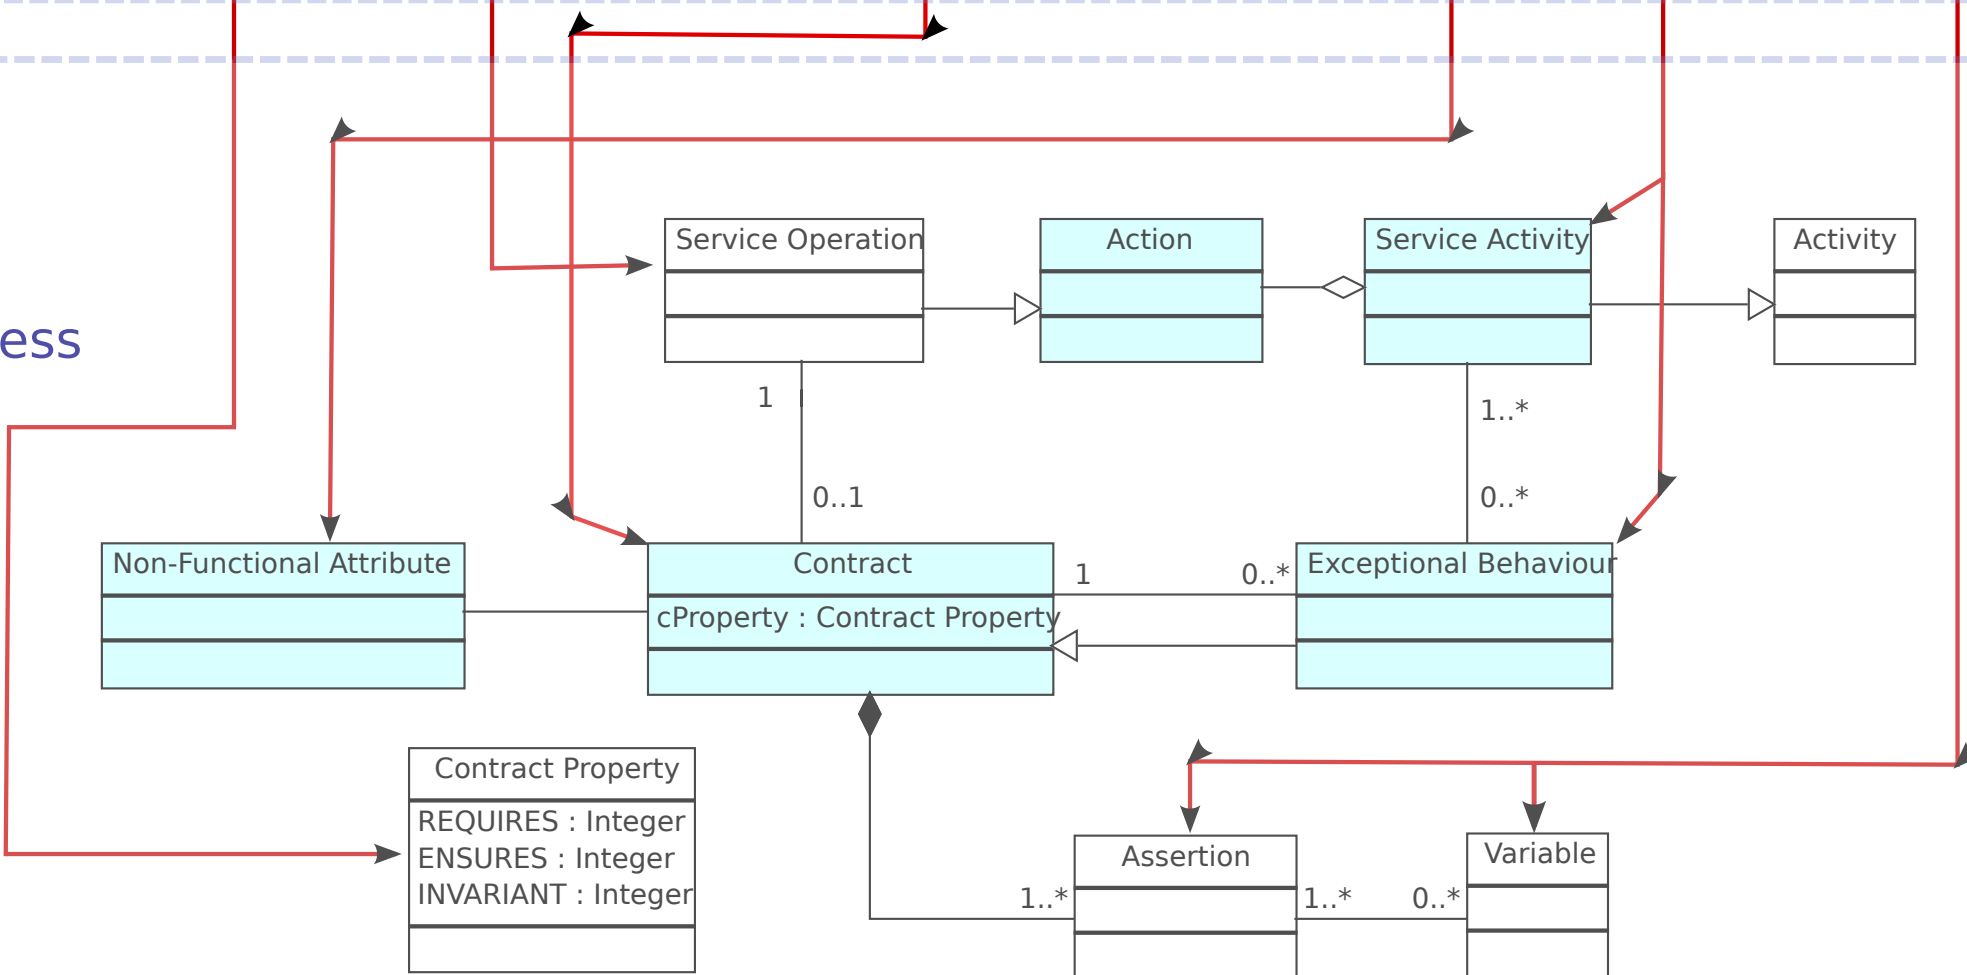 Service Operation
Action
Service Activity
Activity
ess
1
1..*
0..1
0..*
Non-Functional Attribute
Contract
1
0..*
Exceptional Behaviour
cProperty : Contract Property
Contract Property
REQUIRES : Integer
ENSURES : Integer
INVARIANT : Integer
Assertion
Variable
1..*
1..*
0..*